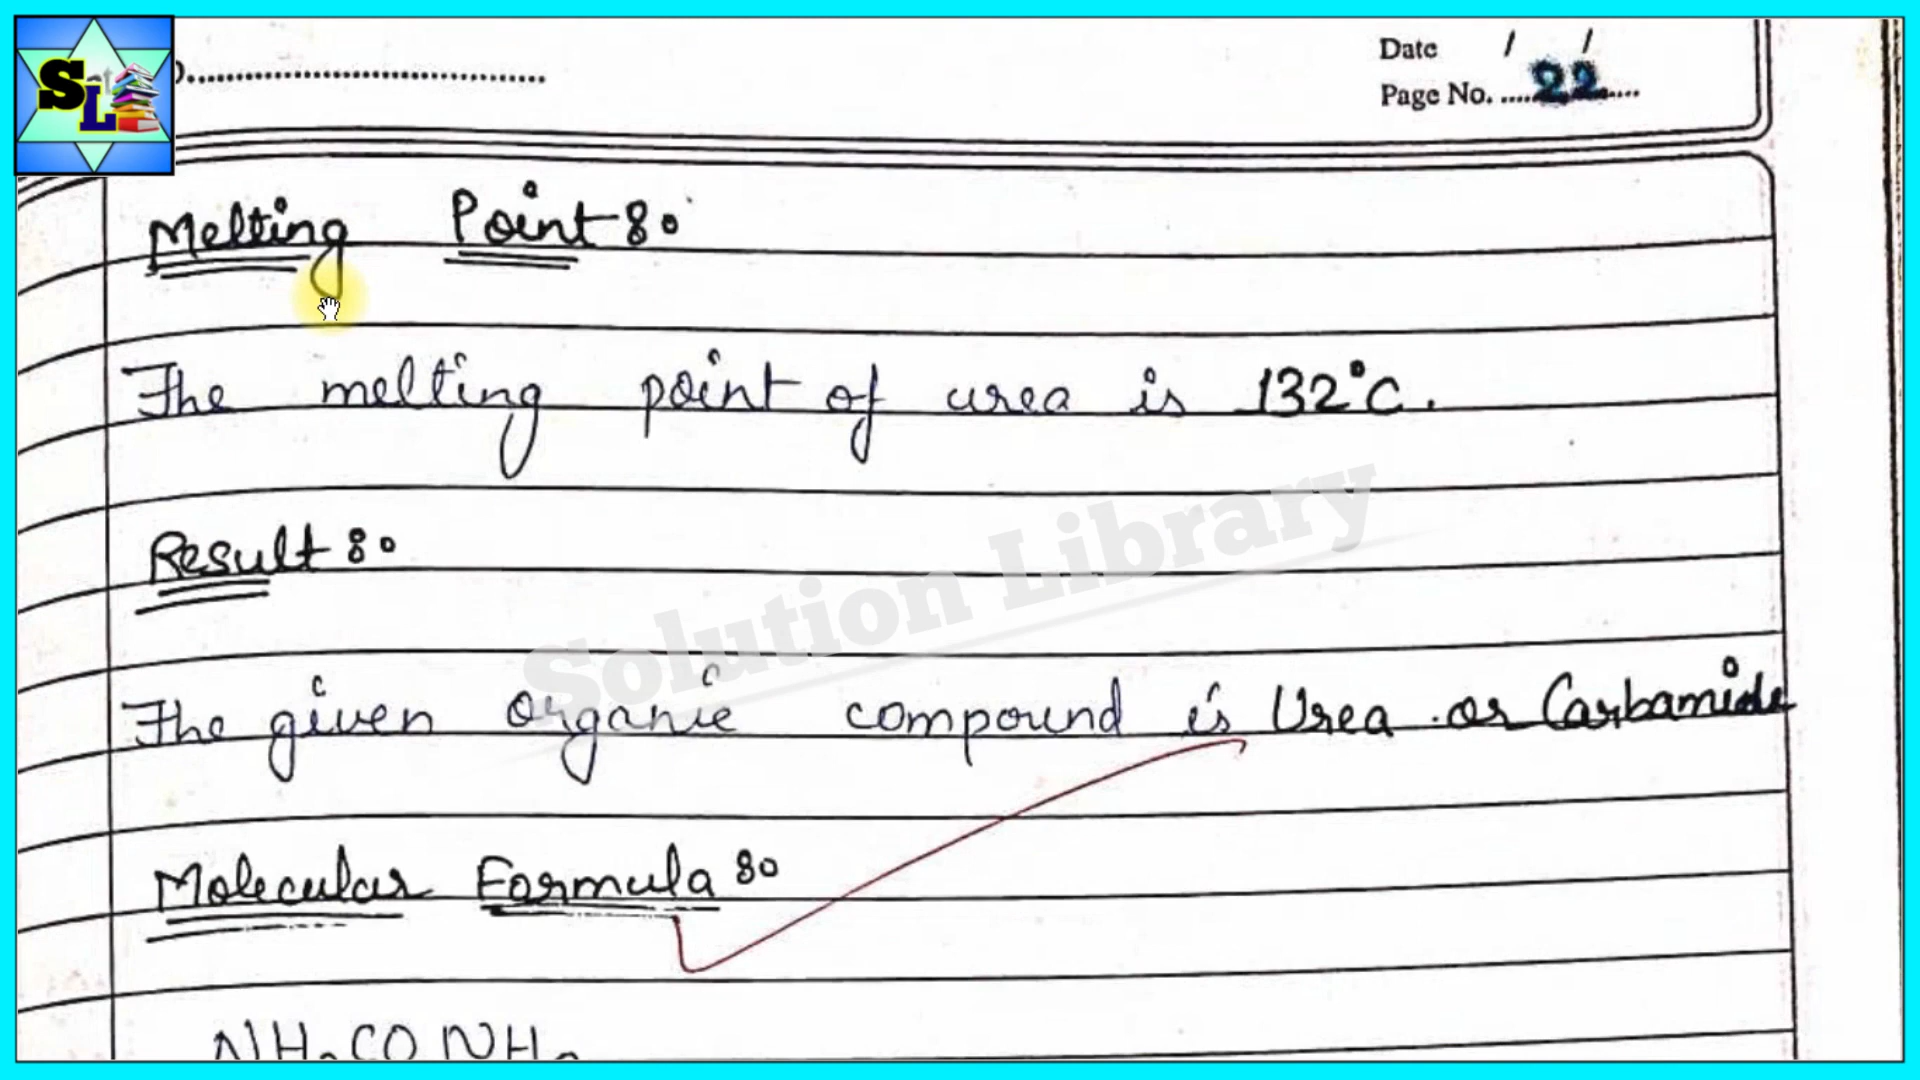 SL
Date / /
Page No. ..... 22 .....
Melting Point :-
The melting point of urea is 132°C.
Result :-
Solution Library
The given organic compound is Urea or Carbamide
Molecular Formula :-
NH2CONH2